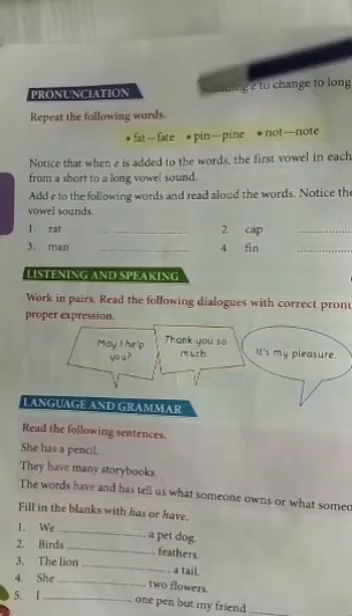 e to change to long
PRONUNCIATION
Repeat the following words.
• fat—fate • pin—pine • not—note
Notice that when e is added to the words, the first vowel in each
from a short to a long vowel sound.
Add e to the following words and read aloud the words. Notice the
vowel sounds.
1. rat 2. cap
3. man 4. fin
LISTENING AND SPEAKING
Work in pairs. Read the following dialogues with correct
proper expression.
May I help you?
Thank you so much.
It's my pleasure.
LANGUAGE AND GRAMMAR
Read the following sentences.
She has a pencil.
They have many storybooks.
The words have and has tell us what someone owns or what
Fill in the blanks with has or have.
1. We ________ a pet dog.
2. Birds ________ feathers.
3. The lion ________ a tail.
4. She ________ two flowers.
5. I ________ one pen but my friend ________